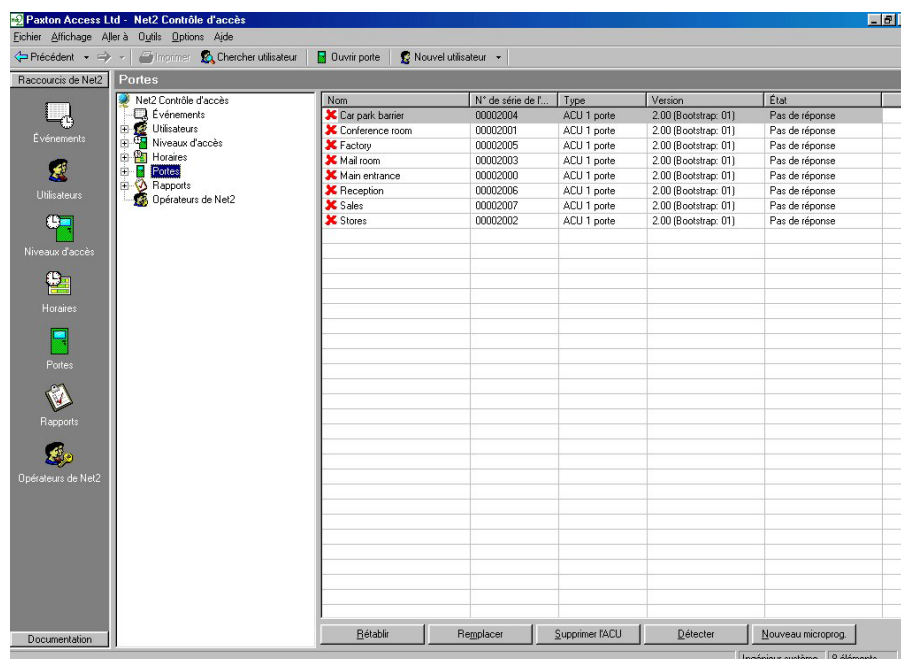 Paxton Access Ltd - Net2 Contrôle d'accès
Fichier Affichage Aller à Outils Options Aide
Précédent Imprimer Chercher utilisateur Ouvrir porte Nouvel utilisateur
Raccourcis de Net2
Événements
Utilisateurs
Niveaux d'accès
Horaires
Portes
Rapports
Opérateurs de Net2
Documentation
Portes
Net2 Contrôle d'accès
Événements
Utilisateurs
Niveaux d'accès
Horaires
Portes
Rapports
Opérateurs de Net2
Nom N° de série de l'... Type Version État
Car park barrier 00002004 ACU 1 porte 2.00 (Bootstrap: 01) Pas de réponse
Conference room 00002001 ACU 1 porte 2.00 (Bootstrap: 01) Pas de réponse
Factory 00002005 ACU 1 porte 2.00 (Bootstrap: 01) Pas de réponse
Mail room 00002003 ACU 1 porte 2.00 (Bootstrap: 01) Pas de réponse
Main entrance 00002000 ACU 1 porte 2.00 (Bootstrap: 01) Pas de réponse
Reception 00002006 ACU 1 porte 2.00 (Bootstrap: 01) Pas de réponse
Sales 00002007 ACU 1 porte 2.00 (Bootstrap: 01) Pas de réponse
Stores 00002002 ACU 1 porte 2.00 (Bootstrap: 01) Pas de réponse
Rétablir Remplacer Supprimer l'ACU Détecter Nouveau microprog.
Ingénieur système 8 éléments